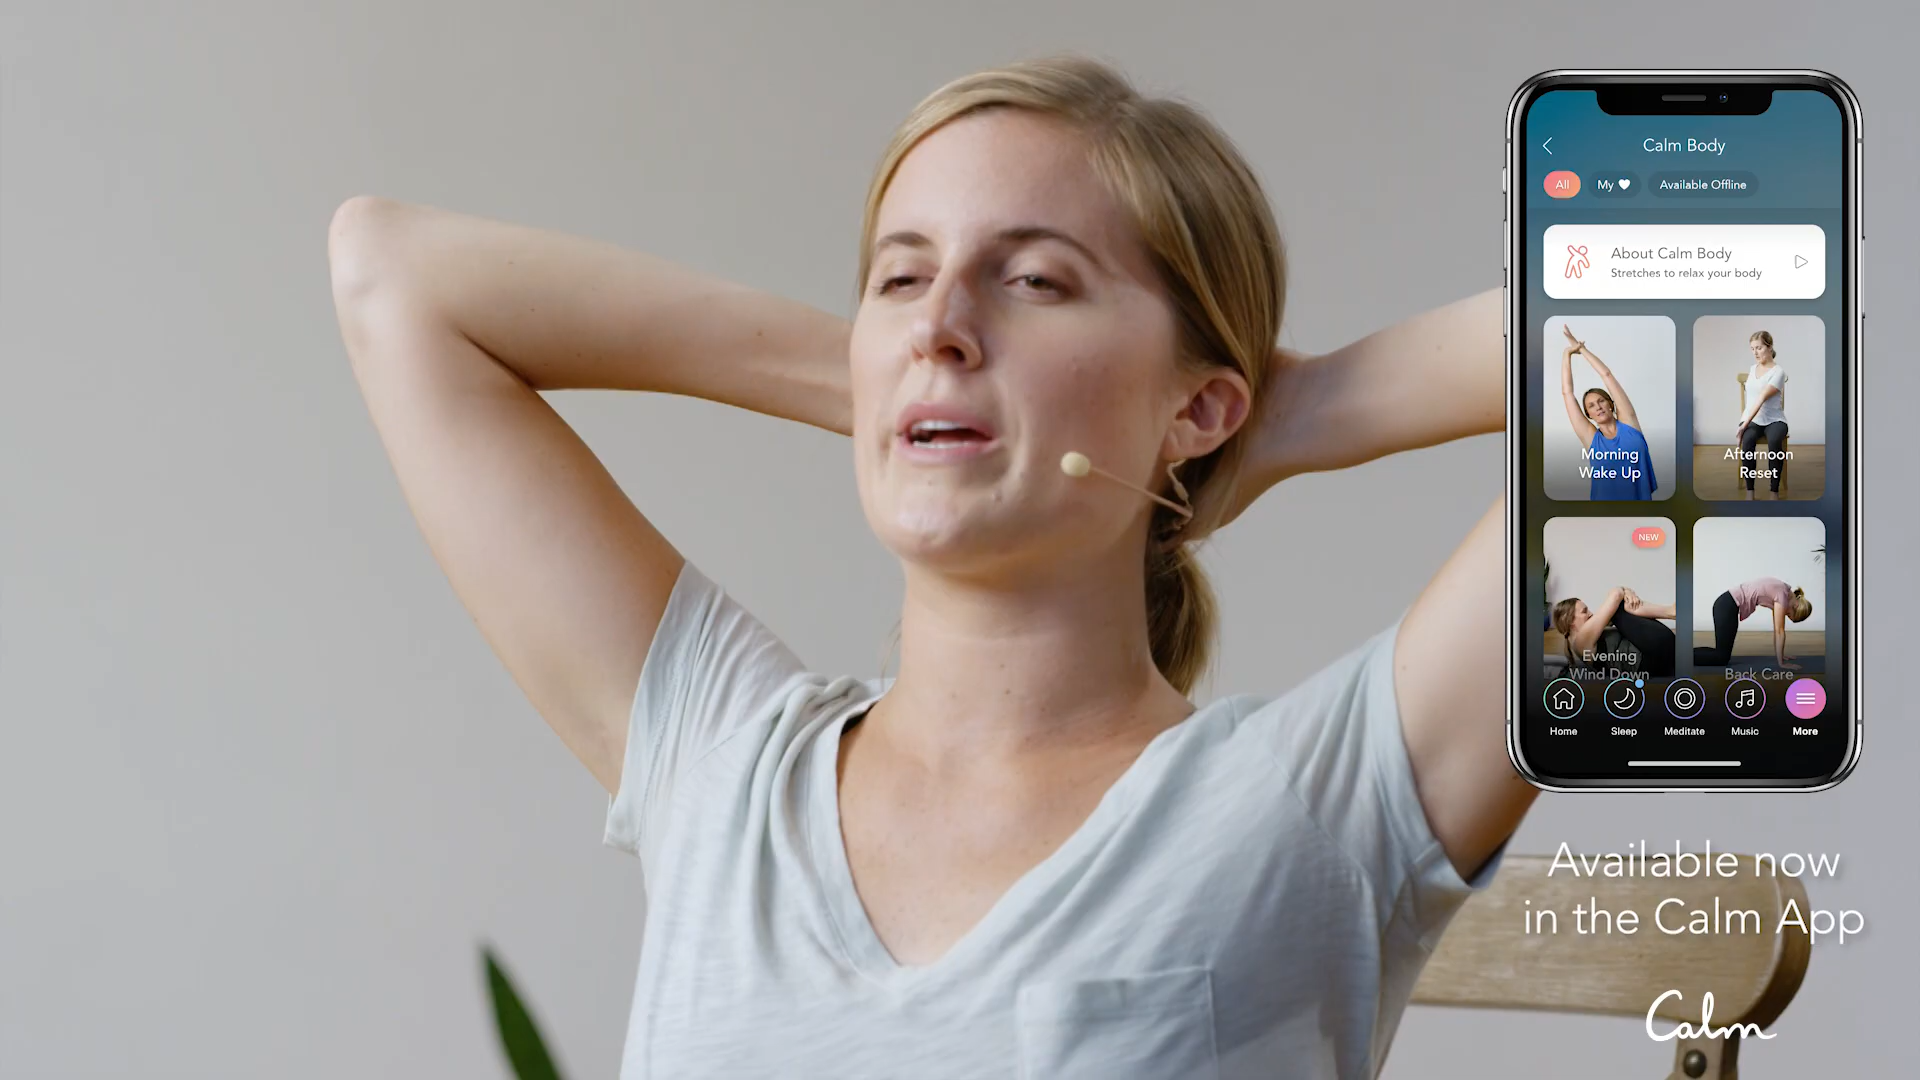 Calm Body
All
My
Available Offline
About Calm Body
Stretches to relax your body
Morning
Wake Up
Afternoon
Reset
NEW
Evening
Wind Down
Back Care
Home
Sleep
Meditate
Music
More
Available now
in the Calm App
Calm